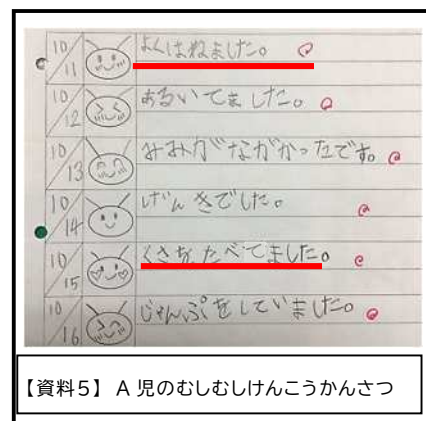 10/11 よくはねました。
10/12 あるいてました。
10/13 みみが"ながかったです。
10/14 げんきでした。
10/15 くさをたべてました。
10/16 じゃんぷをしていました。
【資料5】 A 児のむしむしけんこうかんさつ